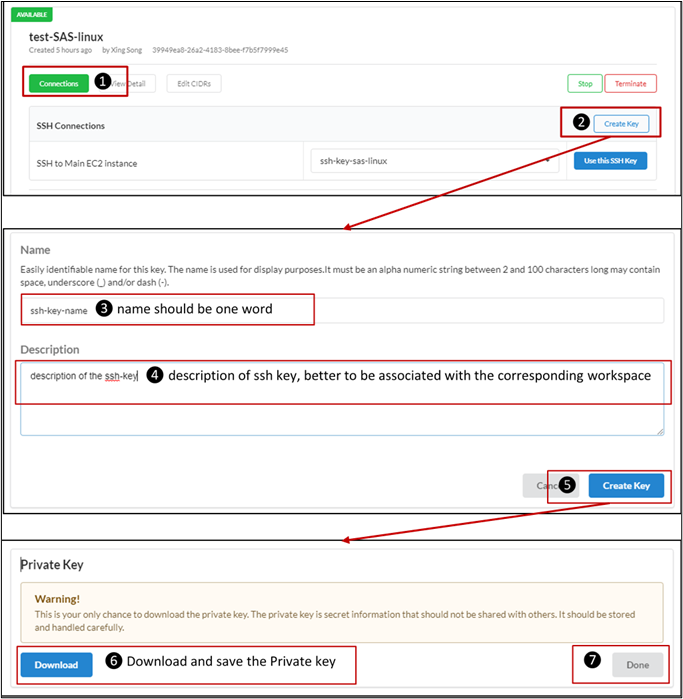 AVAILABLE
test-SAS-linux
Created 5 hours ago by Xing Song 39949ea8-26a2-4183-8bee-f7b5f7999e45
Connections 1 View Detail Edit CIDRs Stop Terminate
SSH Connections 2 Create Key
SSH to Main EC2 instance ssh-key-sas-linux Use this SSH Key
Name
Easily identifiable name for this key. The name is used for display purposes.It must be an alpha numeric string between 2 and 100 characters long may contain
space, underscore (_) and/or dash (-).
ssh-key-name 3 name should be one word
Description
description of the ssh-key 4 description of ssh key, better to be associated with the corresponding workspace
Canc 5 Create Key
Private Key
Warning!
This is your only chance to download the private key. The private key is secret information that should not be shared with others. It should be stored
and handled carefully.
Download 6 Download and save the Private key 7 Done